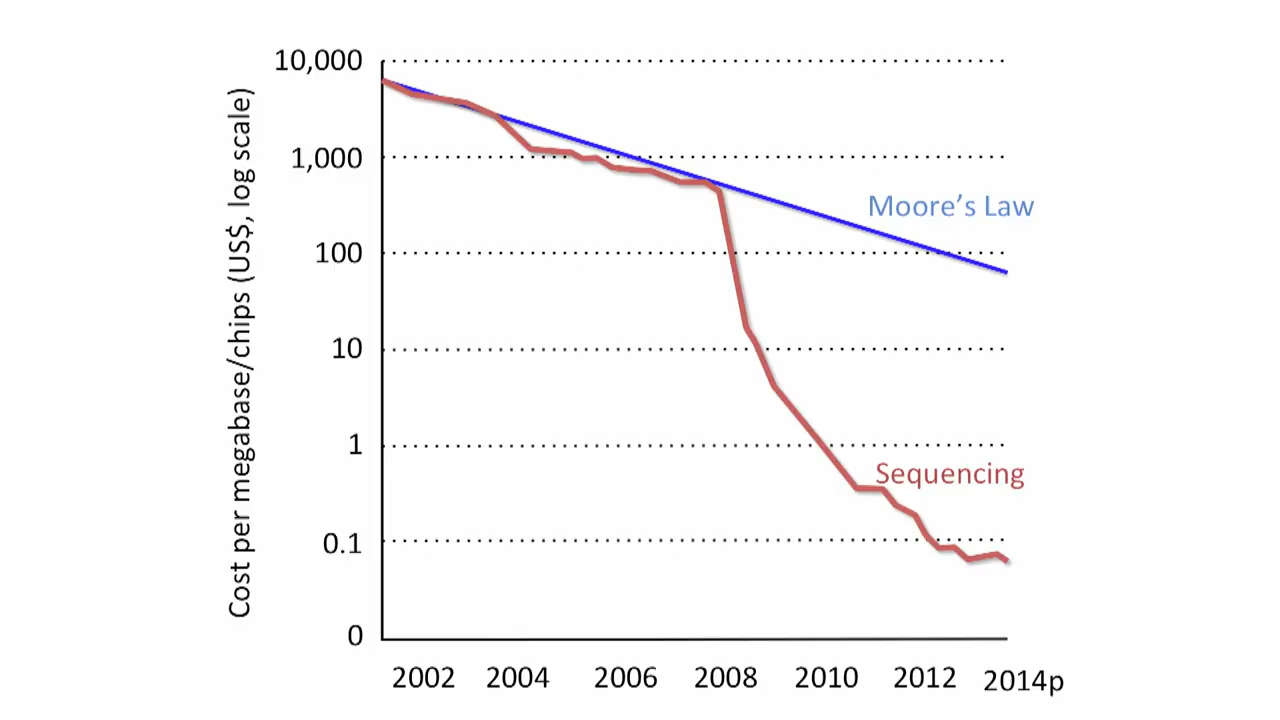 Cost per megabase/chips (US$, log scale)
10,000
1,000
100
10
1
0.1
0
Moore's Law
Sequencing
2002 2004 2006 2008 2010 2012 2014p